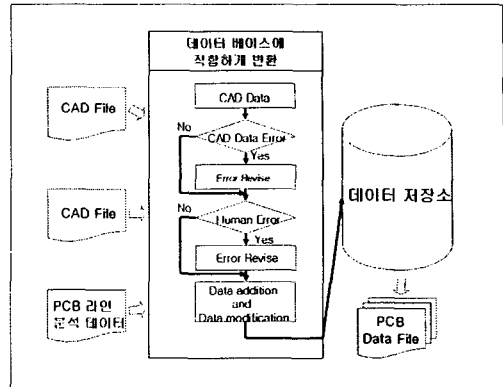 데이터 베이스에
적합하게 변환
CAD File
CAD Data
No
CAD Data Error
Yes
Error Revise
CAD File
No
Human Error
Yes
Error Revise
PCB 라인
분석 데이터
Data addition
and
Data modification
데이터 저장소
PCB
Data File